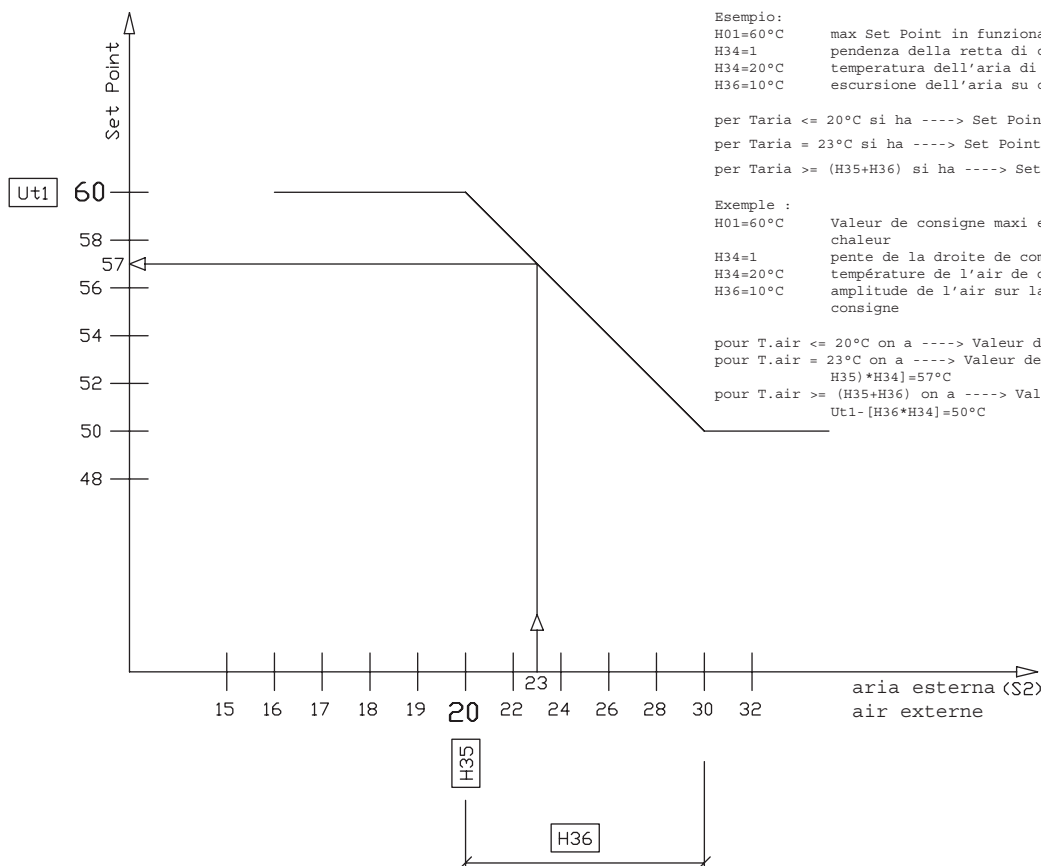 Set Point
Ut1
60
58
57
56
54
52
50
48
15
16
17
18
19
20
22
23
24
26
28
30
32
aria esterna (S2)
air externe
H35
H36
Esempio:
H01=60°C max Set Point in
H34=1 pendenza della retta di
H34=20°C temperatura dell'aria di
H36=10°C escursione dell'aria su
per Taria <= 20°C si ha ----> Set
per Taria = 23°C si ha ----> Set Point
per Taria >= (H35+H36) si ha ----> Set
Exemple :
H01=60°C Valeur de consigne maxi
chaleur
H34=1 pente de la droite de
H34=20°C température de l'air de
H36=10°C amplitude de l'air sur
consigne
pour T.air <= 20°C on a ----> Valeur
pour T.air = 23°C on a ----> Valeur de
H35)*H34]=57°C
pour T.air >= (H35+H36) on a ---->
Ut1-[H36*H34]=50°C